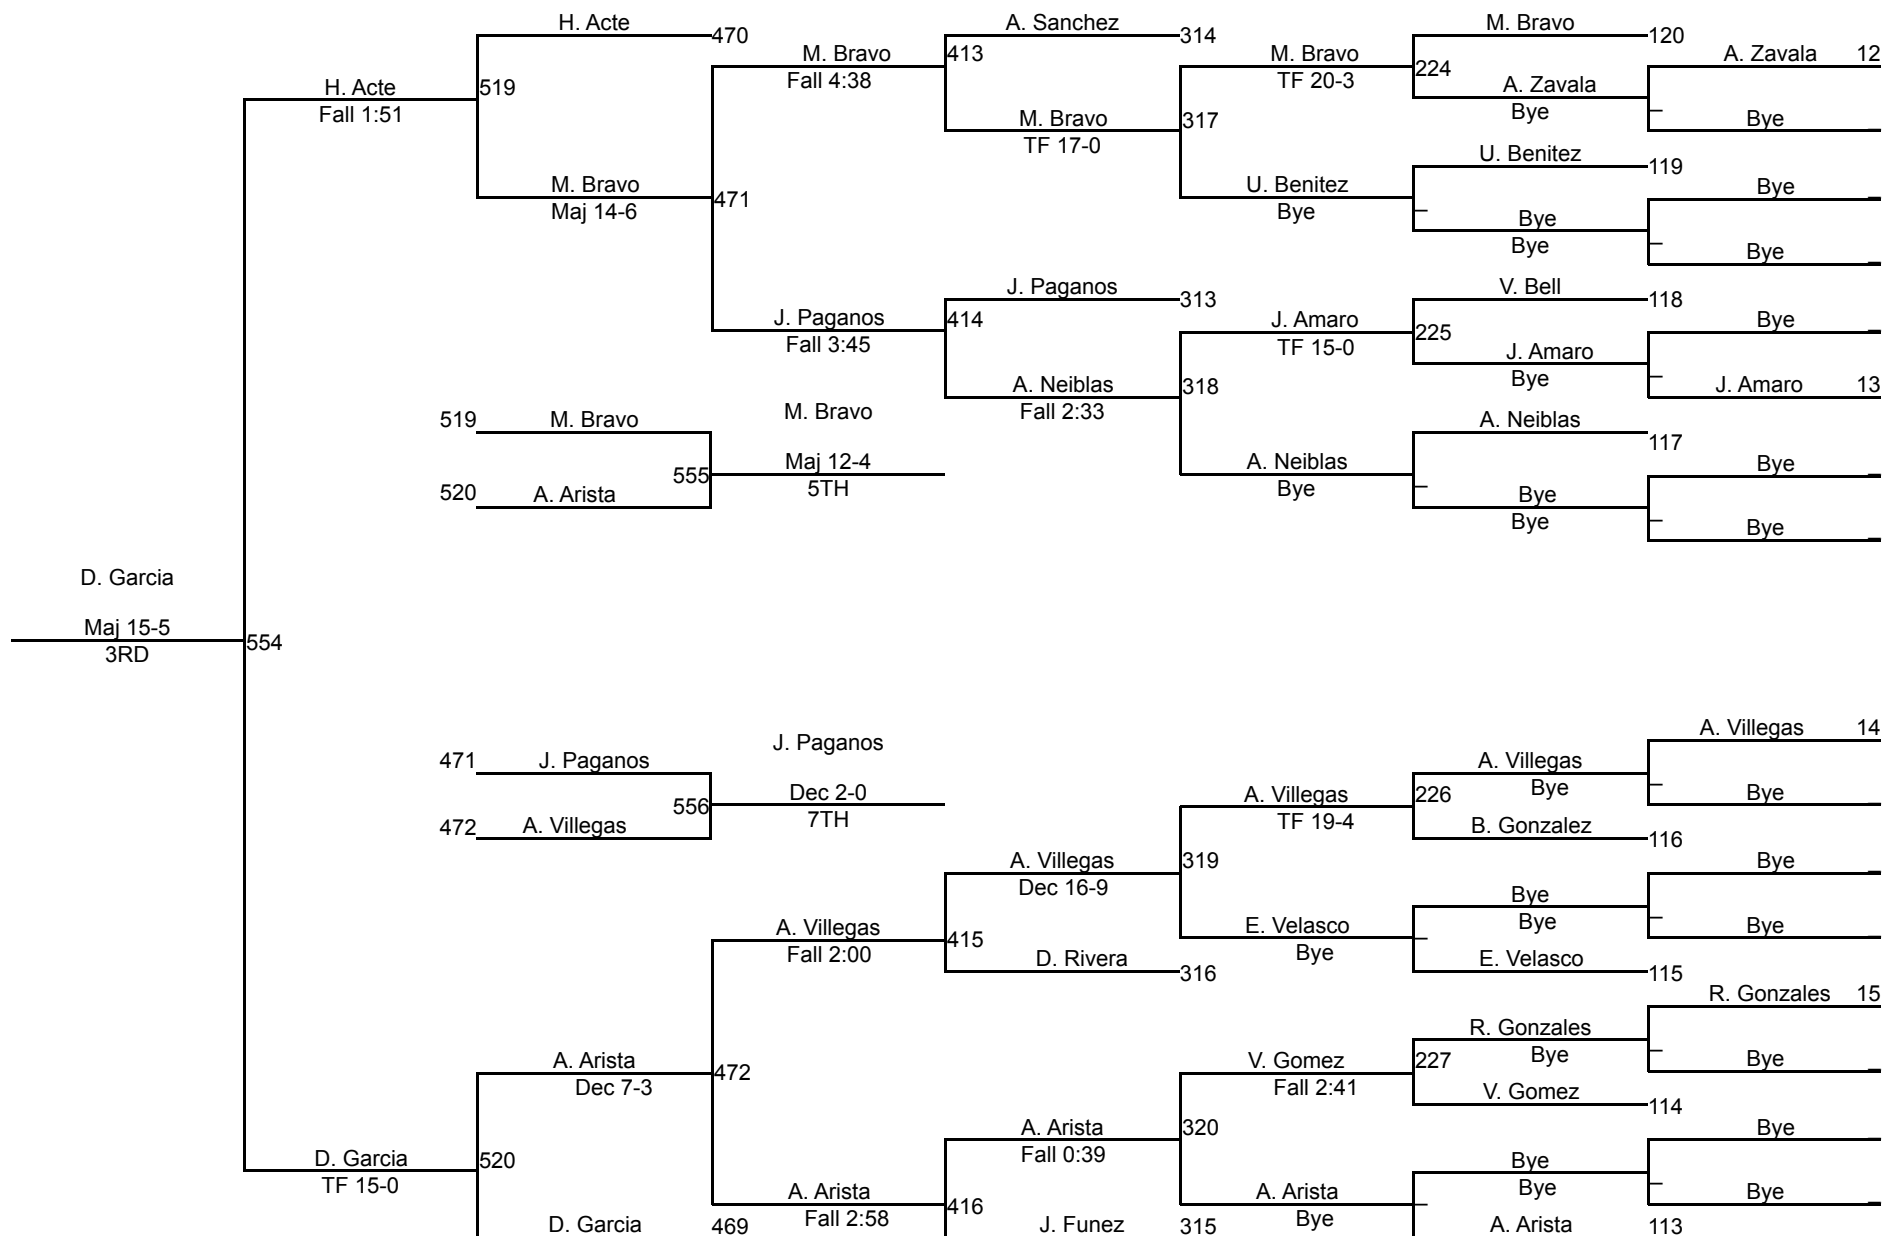 H. Acte
470
A. Sanchez
314
M. Bravo
120
M. Bravo
Fall 4:38
413
M. Bravo
TF 20-3
224
A. Zavala
12
H. Acte
Fall 1:51
519
A. Zavala
Bye
M. Bravo
TF 17-0
317
Bye
M. Bravo
Maj 14-6
471
U. Benitez
Bye
U. Benitez
119
Bye
Bye
Bye
Bye
J. Paganos
Fall 3:45
J. Paganos
313
414
J. Amaro
TF 15-0
V. Bell
118
225
Bye
J. Amaro
Bye
J. Amaro
13
A. Neiblas
Fall 2:33
318
519
M. Bravo
M. Bravo
A. Neiblas
117
555
Maj 12-4
5TH
A. Neiblas
Bye
Bye
520
A. Arista
Bye
Bye
Bye
D. Garcia
Maj 15-5
3RD
554
471
J. Paganos
J. Paganos
556
Dec 2-0
7TH
472
A. Villegas
A. Villegas
14
A. Villegas
Bye
Bye
A. Villegas
TF 19-4
226
B. Gonzalez
116
A. Villegas
Dec 16-9
319
Bye
Bye
Bye
Bye
A. Villegas
Fall 2:00
415
E. Velasco
Bye
D. Rivera
316
E. Velasco
115
R. Gonzales
15
R. Gonzales
Bye
Bye
A. Arista
Dec 7-3
472
V. Gomez
Fall 2:41
227
V. Gomez
114
A. Arista
Fall 0:39
320
Bye
D. Garcia
TF 15-0
520
Bye
Bye
Bye
A. Arista
Fall 2:58
416
A. Arista
Bye
D. Garcia
469
J. Funez
315
A. Arista
113